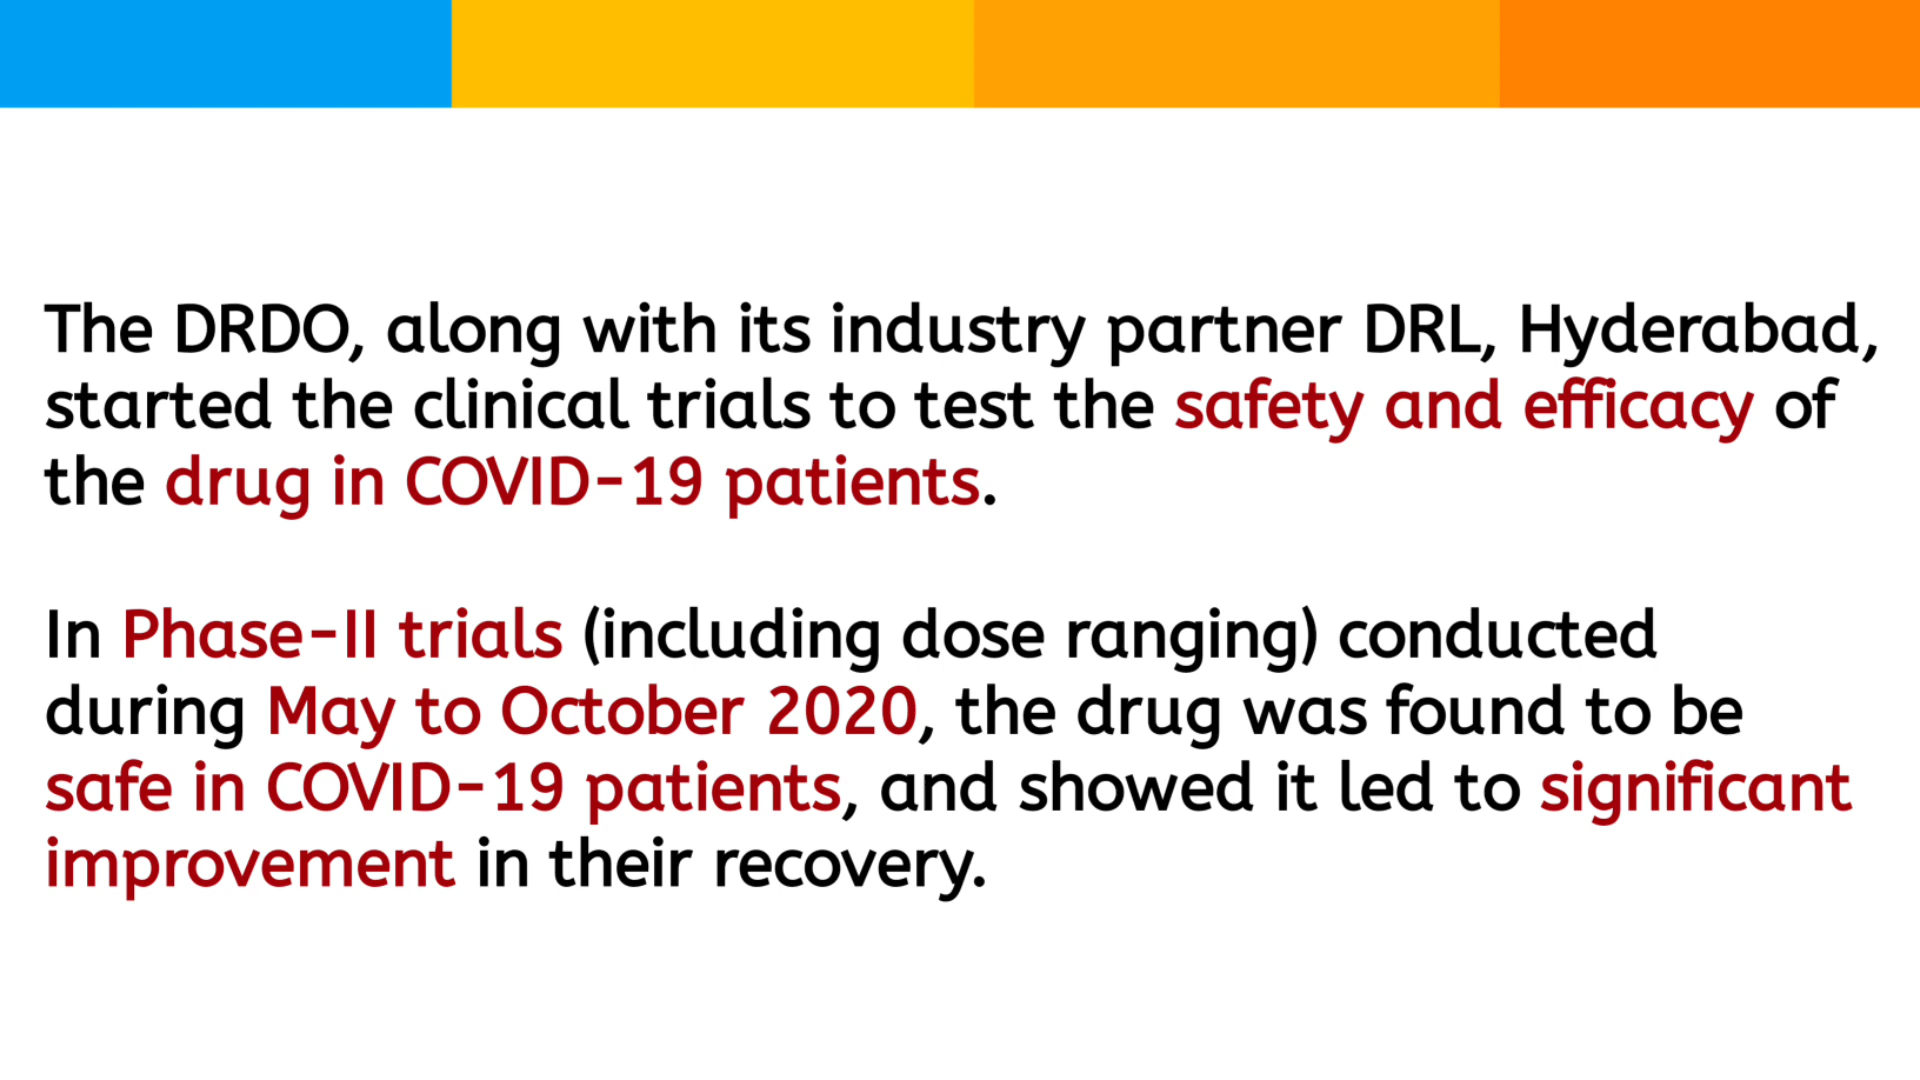 The DRDO, along with its industry partner DRL, Hyderabad,
started the clinical trials to test the safety and efficacy of
the drug in COVID-19 patients.
In Phase-II trials (including dose ranging) conducted
during May to October 2020, the drug was found to be
safe in COVID-19 patients, and showed it led to significant
improvement in their recovery.